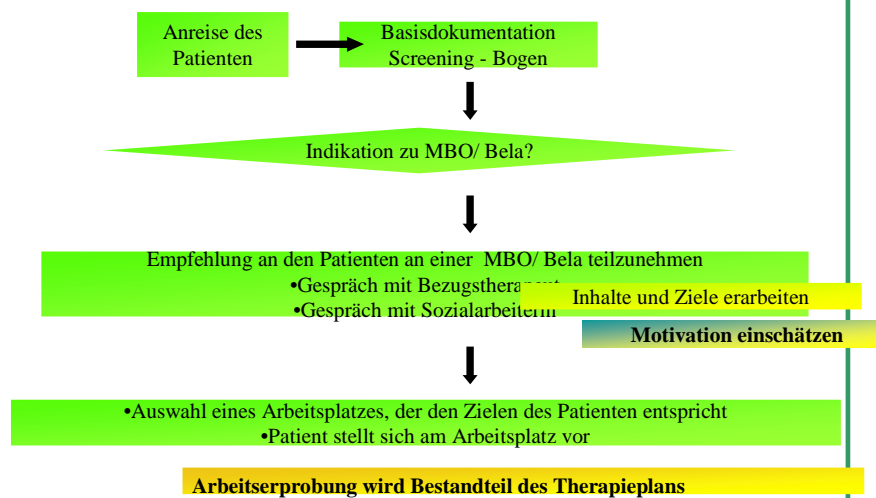 Anreise des
Patienten
Basisdokumentation
Screening - Bogen
Indikation zu MBO/ Bela?
Empfehlung an den Patienten an einer MBO/ Bela teilzunehmen
•Gespräch mit
•Gespräch mit
Inhalte und Ziele erarbeiten
Motivation einschätzen
•Auswahl eines Arbeitsplatzes, der den Zielen des Patienten entspricht
•Patient stellt sich am Arbeitsplatz vor
Arbeitserprobung wird Bestandteil des Therapieplans